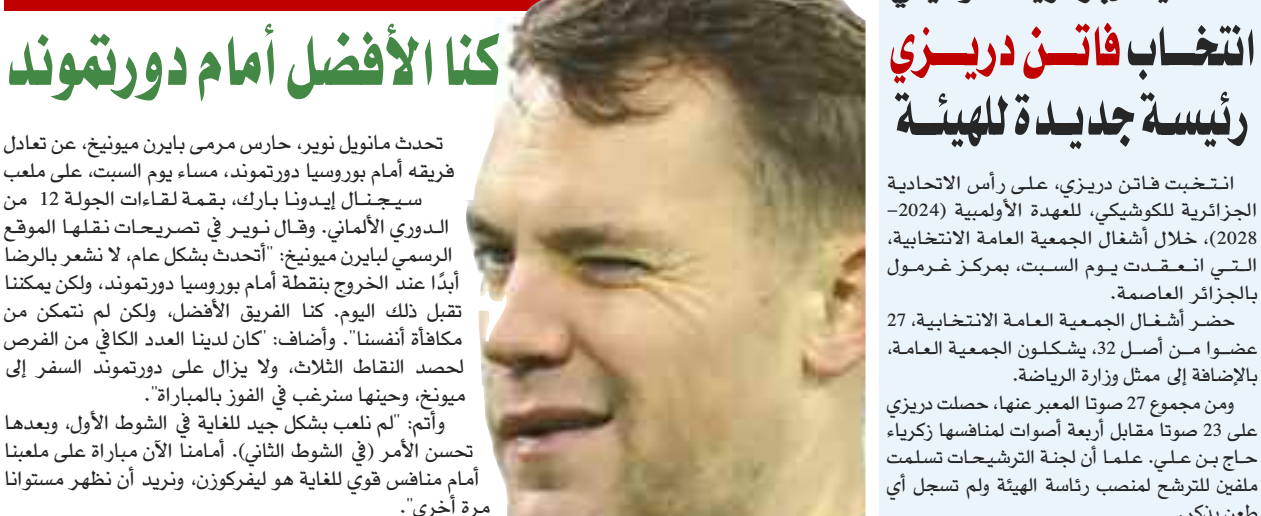 انتخاب فاتن دريزي
رئيسة جديدة للهيئة
انتخبت فاتن دريزي، على رأس الاتحادية
الجزائرية للكوشيكي، للعهدة الأولمبية (2024–
2028)، خلال أشغال الجمعية العامة الانتخابية،
التي انعقدت يوم السبت، بمركز غرمول
بالجزائر العاصمة.
حضر أشغال الجمعية العامة الانتخابية، 27
عضوا من أصل 32، يشكلون الجمعية العامة،
بالإضافة إلى ممثل وزارة الرياضة.
ومن مجموع 27 صوتا المعبر عنها، حصلت دريزي
على 23 صوتا مقابل أربعة أصوات لمنافسها زكرياء
حاج بن علي. علما أن لجنة الترشيحات تسلمت
ملفين للترشح لمنصب رئاسة الهيئة ولم تسجل أي
طعن يذكر.
كنا الأفضل أمام دورتموند
تحدث مانويل نوير، حارس مرمى بايرن ميونيخ، عن تعادل
فريقه أمام بوروسيا دورتموند، مساء يوم السبت، على ملعب
سيجنال إيدونا بارك، بقمة لقاءات الجولة 12 من
الدوري الألماني. وقال نوير في تصريحات نقلها الموقع
الرسمي لبايرن ميونيخ: "أتحدث بشكل عام، لا نشعر بالرضا
أبدًا عند الخروج بنقطة أمام بوروسيا دورتموند، ولكن يمكننا
تقبل ذلك اليوم. كنا الفريق الأفضل، ولكن لم نتمكن من
مكافأة أنفسنا". وأضاف: "كان لدينا العدد الكافي من الفرص
لحصد النقاط الثلاث، ولا يزال على دورتموند السفر إلى
ميونخ، وحينها سنرغب في الفوز بالمباراة".
وأتم: "لم نلعب بشكل جيد للغاية في الشوط الأول، وبعدها
تحسن الأمر (في الشوط الثاني). أمامنا الآن مباراة على ملعبنا
أمام منافس قوي للغاية هو ليفركوزن، ونريد أن نظهر مستوانا
مرة أخرى".